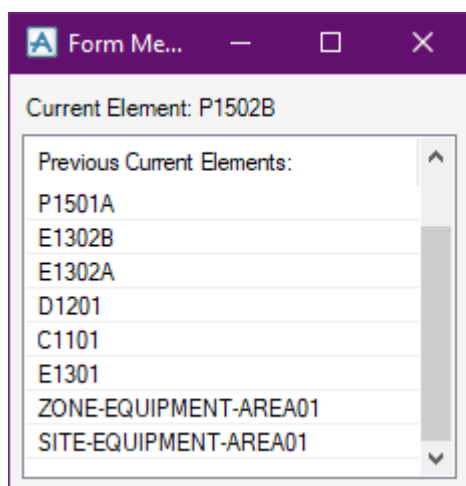 Form Me...
Current Element: P1502B
Previous Current Elements:
P1501A
E1302B
E1302A
D1201
C1101
E1301
ZONE-EQUIPMENT-AREA01
SITE-EQUIPMENT-AREA01